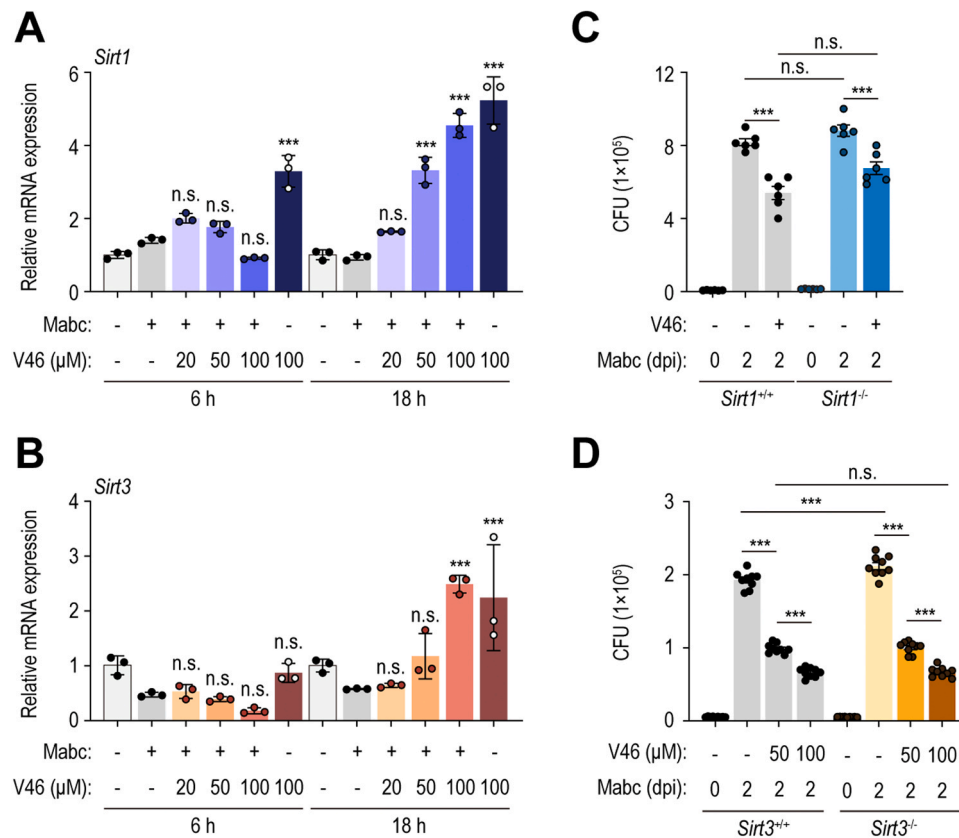 A
Sirt1
Relative mRNA expression
6
4
2
0
n.s.
n.s.
n.s.
***
n.s.
***
***
***
Mabc: - + + + + - - + + + + -
V46 (µM): - - 20 50 100 100 - - 20 50 100 100
6 h 18 h
B
Sirt3
Relative mRNA expression
4
3
2
1
0
n.s.
n.s.
n.s.
n.s.
n.s.
n.s.
***
***
Mabc: - + + + + - - + + + + -
V46 (µM): - - 20 50 100 100 - - 20 50 100 100
6 h 18 h
C
n.s.
n.s.
***
***
CFU (1×10⁵)
12
8
4
0
V46: - - + - - +
Mabc (dpi): 0 2 2 0 2 2
Sirt1+/+ Sirt1-/-
D
n.s.
***
***
***
***
***
CFU (1×10⁵)
3
2
1
0
V46 (µM): - - 50 100 - - 50 100
Mabc (dpi): 0 2 2 2 0 2 2 2
Sirt3+/+ Sirt3-/-